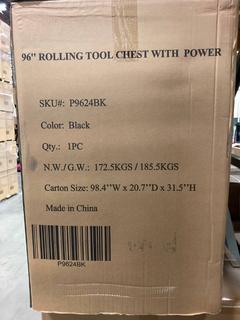 96" ROLLING TOOL CHEST WITH POWER
SKU#: P9624BK
Color: Black
Qty.: 1PC
N.W./G.W.: 172.5KGS / 185.5KGS
Carton Size: 98.4''W x 20.7''D x 31.5''H
Made in China
P9624BK